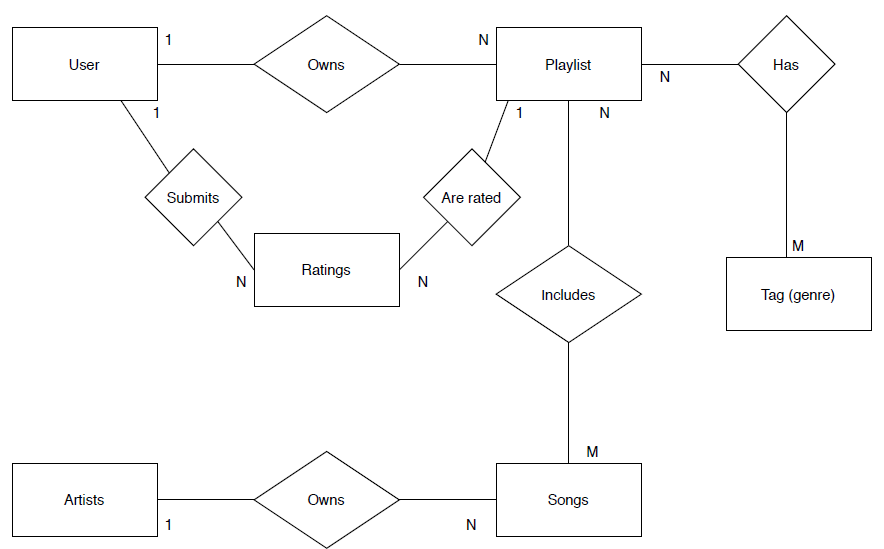 1
N
User
Owns
Playlist
Has
N
1
1
N
Submits
Are rated
Ratings
N
N
M
Includes
Tag (genre)
M
Artists
Owns
Songs
1
N